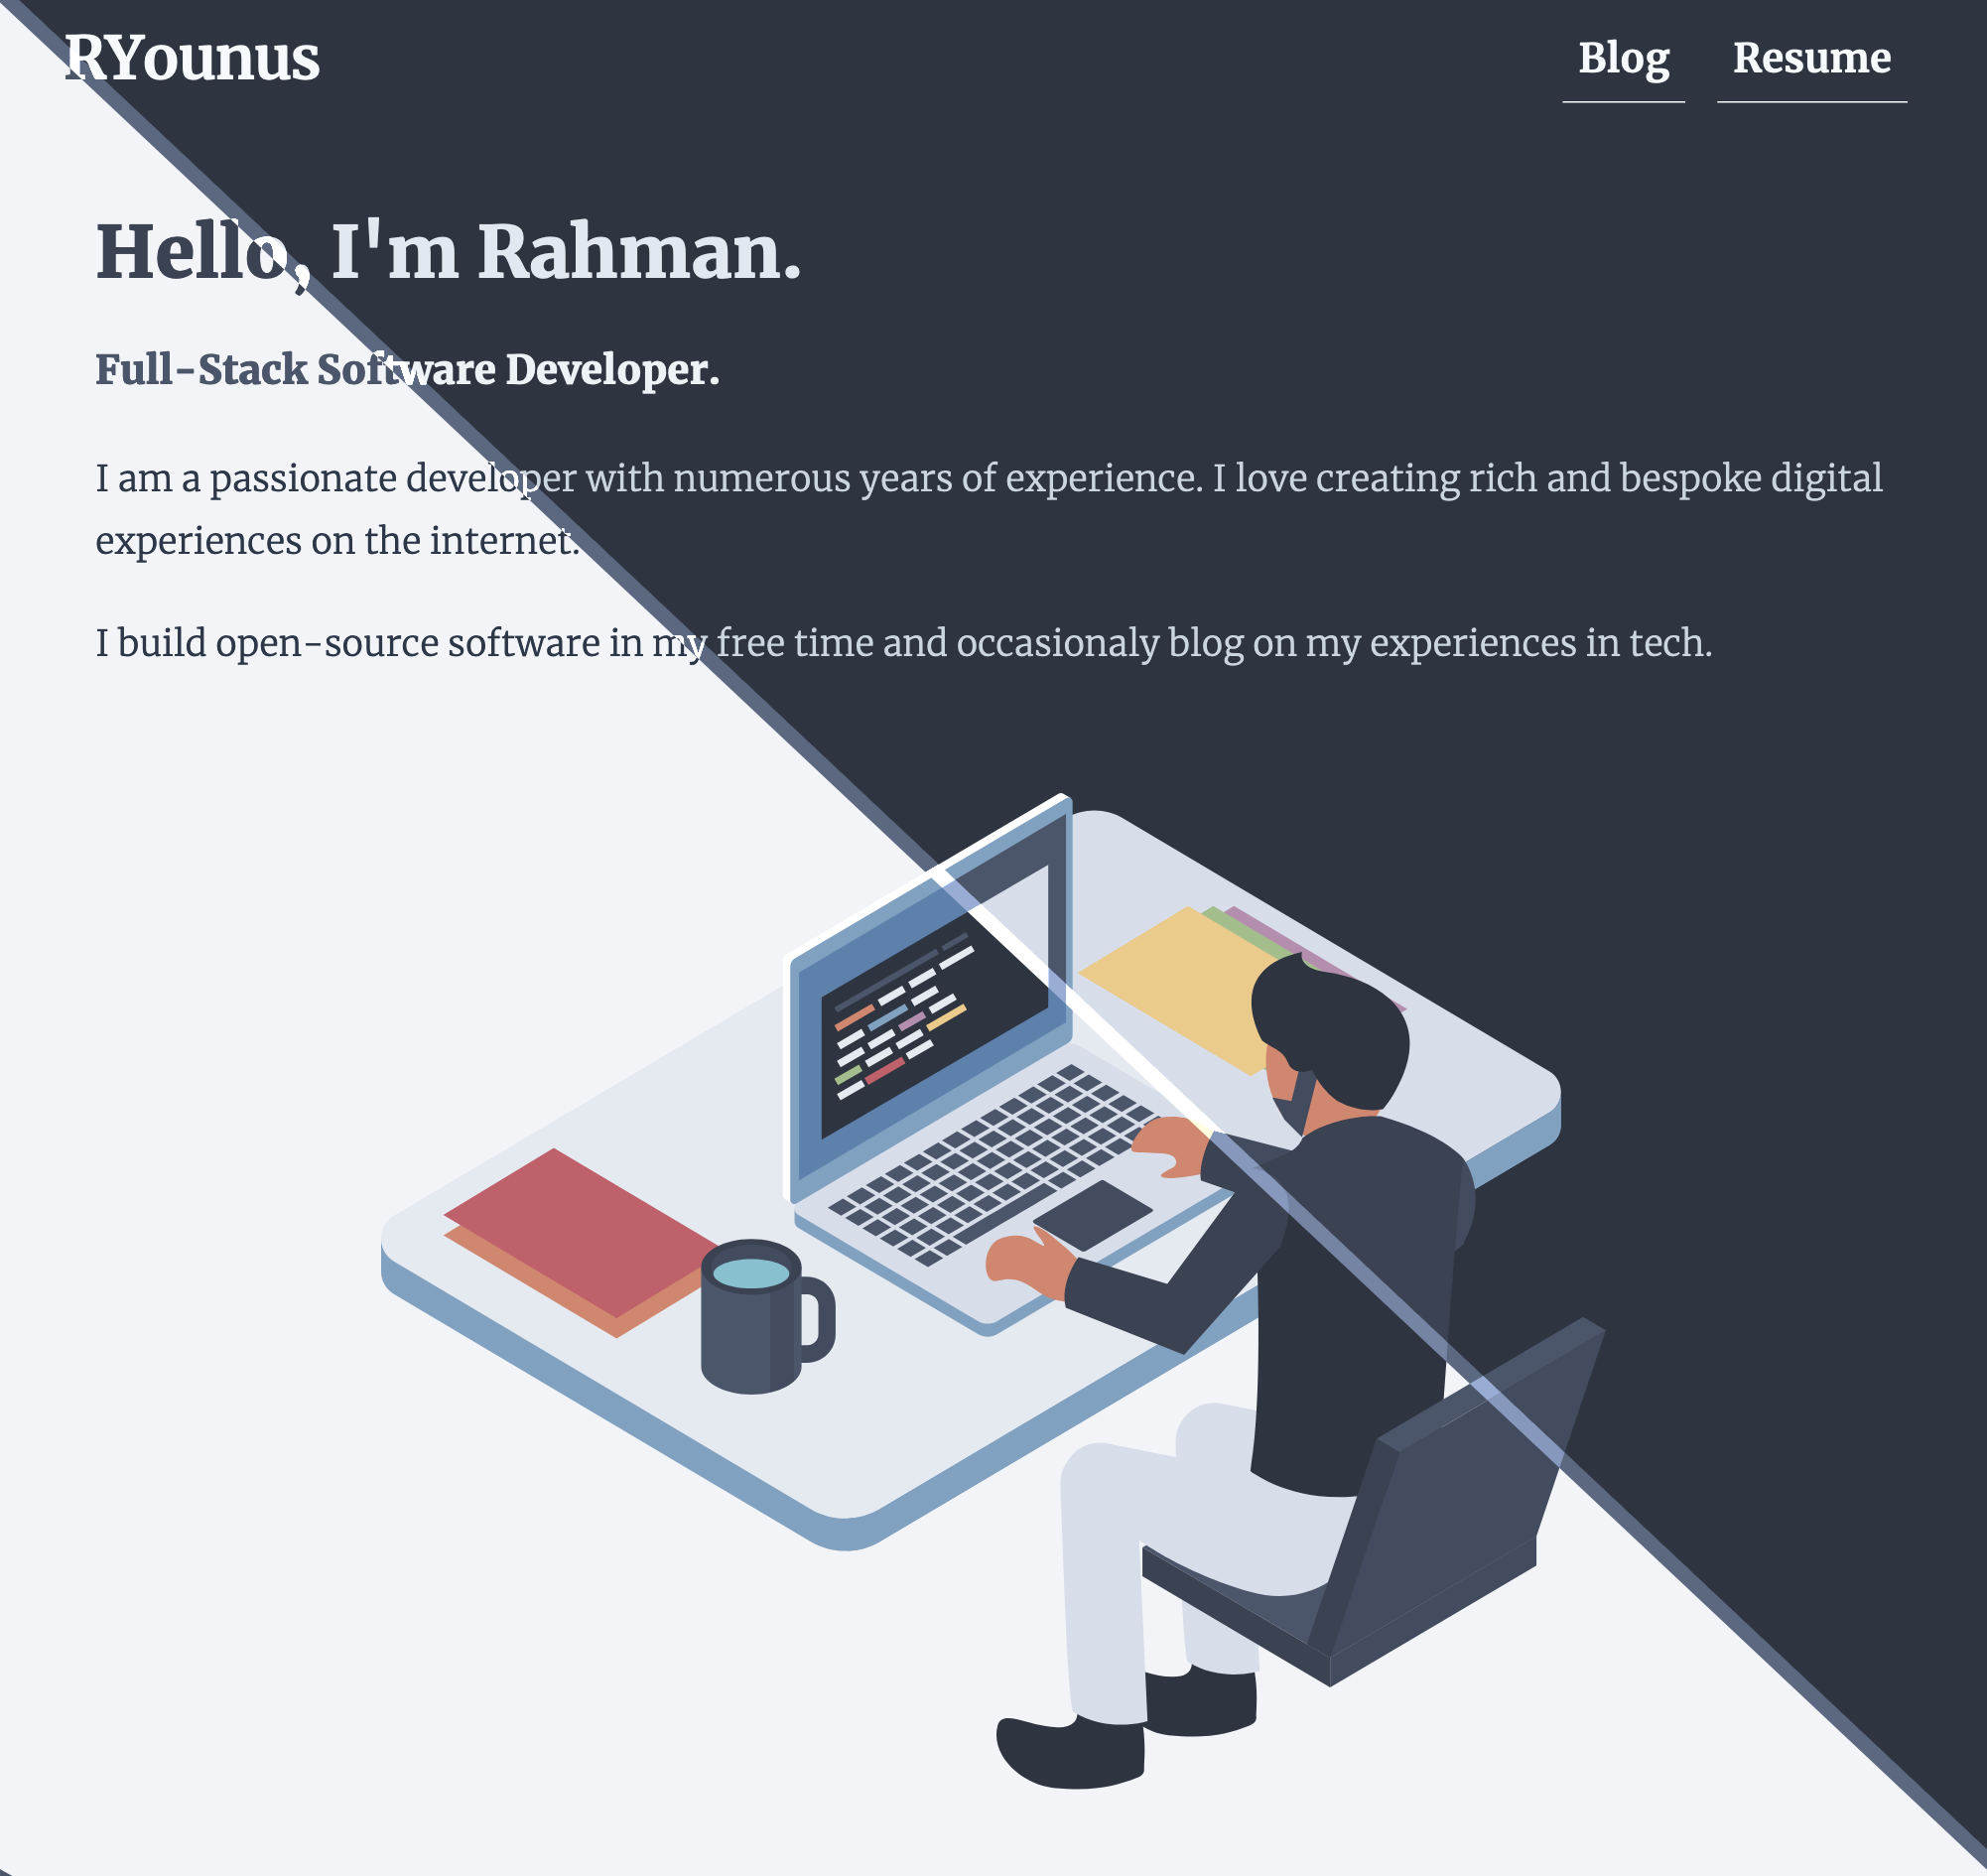 RYounus
Blog
Resume
Hello, I'm Rahman.
Full-Stack Software Developer.
I am a passionate developer with numerous years of experience. I love creating rich and bespoke digital
experiences on the internet.
I build open-source software in my free time and occasionaly blog on my experiences in tech.